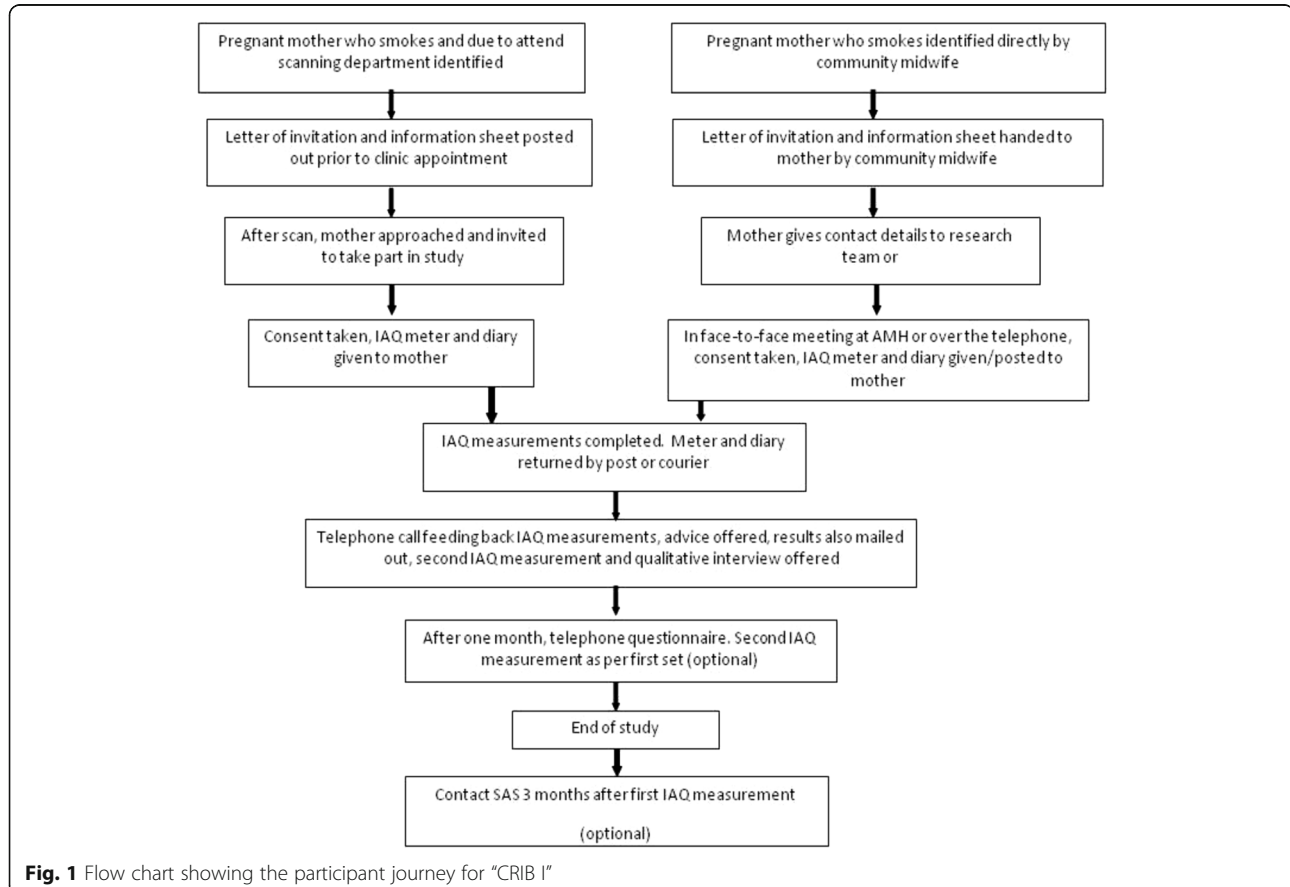 Pregnant mother who smokes and due to attend
scanning department identified
Pregnant mother who smokes identified directly by
community midwife
Letter of invitation and information sheet posted
out prior to clinic appointment
Letter of invitation and information sheet handed to
mother by community midwife
After scan, mother approached and invited
to take part in study
Mother gives contact details to research
team or
Consent taken, IAQ meter and diary
given to mother
In face-to-face meeting at AMH or over the telephone,
consent taken, IAQ meter and diary given/posted to
mother
IAQ measurements completed. Meter and diary
returned by post or courier
Telephone call feeding back IAQ measurements, advice offered, results also mailed
out, second IAQ measurement and qualitative interview offered
After one month, telephone questionnaire. Second IAQ
measurement as per first set (optional)
End of study
Contact SAS 3 months after first IAQ measurement
(optional)
Fig. 1 Flow chart showing the participant journey for “CRIB I”